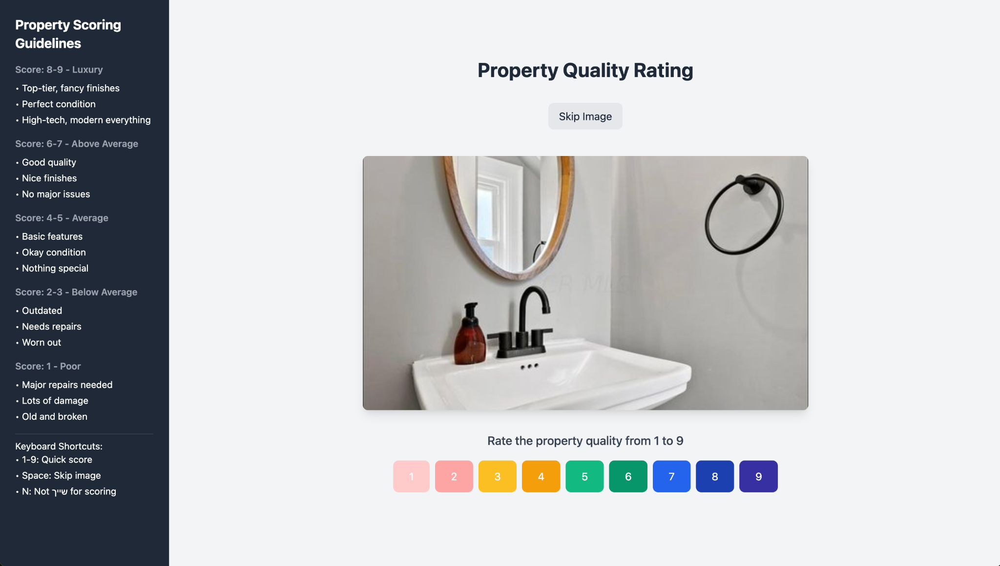 Property Scoring
Guidelines
Score: 8-9 - Luxury
• Top-tier, fancy finishes
• Perfect condition
• High-tech, modern everything
Score: 6-7 - Above Average
• Good quality
• Nice finishes
• No major issues
Score: 4-5 - Average
• Basic features
• Okay condition
• Nothing special
Score: 2-3 - Below Average
• Outdated
• Needs repairs
• Worn out
Score: 1 - Poor
• Major repairs needed
• Lots of damage
• Old and broken
Keyboard Shortcuts:
• 1-9: Quick score
• Space: Skip image
• N: Not שייך for scoring
Property Quality Rating
Skip Image
CR MLS
Rate the property quality from 1 to 9
1 2 3 4 5 6 7 8 9